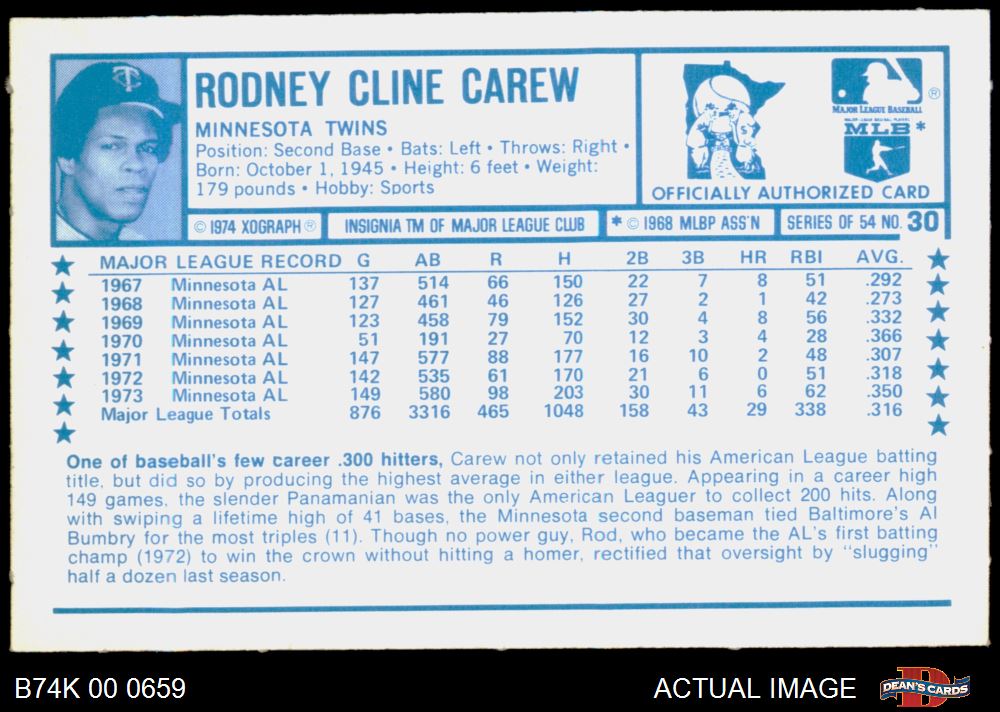 RODNEY CLINE CAREW
MINNESOTA TWINS
Position: Second Base • Bats: Left • Throws: Right •
Born: October 1, 1945 • Height: 6 feet • Weight:
179 pounds • Hobby: Sports
MAJOR LEAGUE BASEBALL ®
MLB *
OFFICIALLY AUTHORIZED CARD
© 1974 XOGRAPH ® INSIGNIA TM OF MAJOR LEAGUE CLUB * © 1968 MLBP ASS'N SERIES OF 54 NO. 30
MAJOR LEAGUE RECORD G AB R H 2B 3B HR RBI AVG.
1967 Minnesota AL 137 514 66 150 22 7 8 51 .292
1968 Minnesota AL 127 461 46 126 27 2 1 42 .273
1969 Minnesota AL 123 458 79 152 30 4 8 56 .332
1970 Minnesota AL 51 191 27 70 12 3 4 28 .366
1971 Minnesota AL 147 577 88 177 16 10 2 48 .307
1972 Minnesota AL 142 535 61 170 21 6 0 51 .318
1973 Minnesota AL 149 580 98 203 30 11 6 62 .350
Major League Totals 876 3316 465 1048 158 43 29 338 .316
One of baseball's few career .300 hitters, Carew not only retained his American League batting
title, but did so by producing the highest average in either league. Appearing in a career high
149 games, the slender Panamanian was the only American Leaguer to collect 200 hits. Along
with swiping a lifetime high of 41 bases, the Minnesota second baseman tied Baltimore's Al
Bumbry for the most triples (11). Though no power guy, Rod, who became the AL's first batting
champ (1972) to win the crown without hitting a homer, rectified that oversight by "slugging"
half a dozen last season.
B74K 00 0659
ACTUAL IMAGE
DEAN'S CARDS